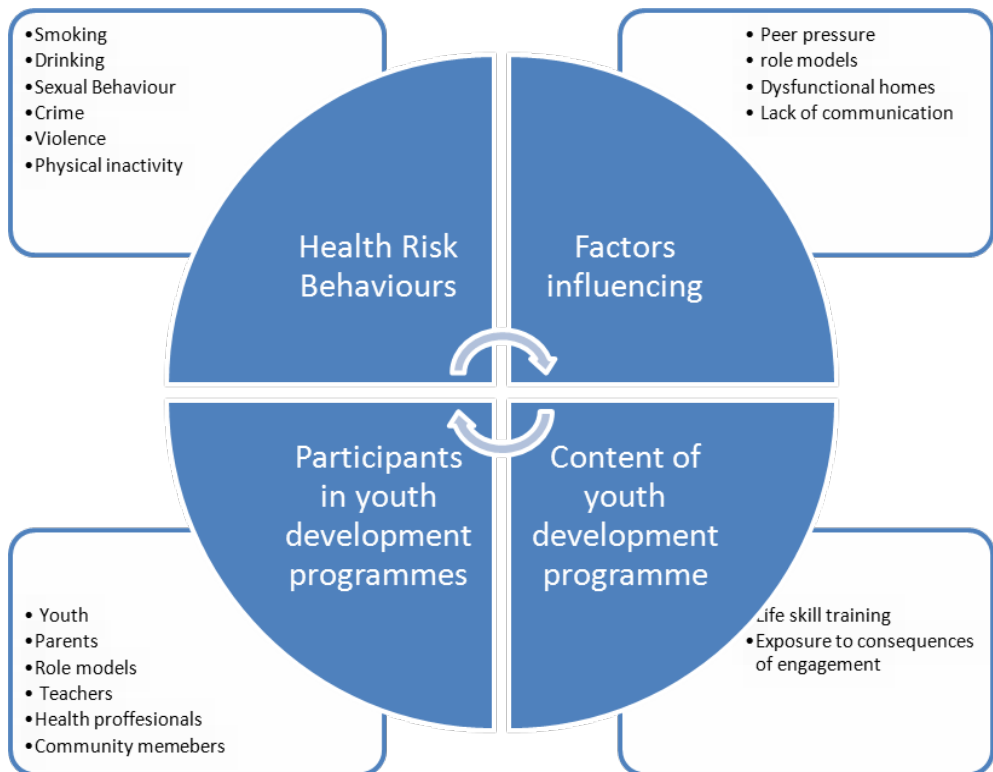 •Smoking
•Drinking
•Sexual Behaviour
•Crime
•Violence
•Physical inactivity
• Peer pressure
• role models
• Dysfunctional homes
• Lack of communication
Health Risk
Behaviours
Factors
influencing
Participants
in youth
development
programmes
Content of
youth
development
programme
• Youth
•Parents
•Role models
• Teachers
•Health proffesionals
•Community memebers
Life skill training
•Exposure to consequences
of engagement